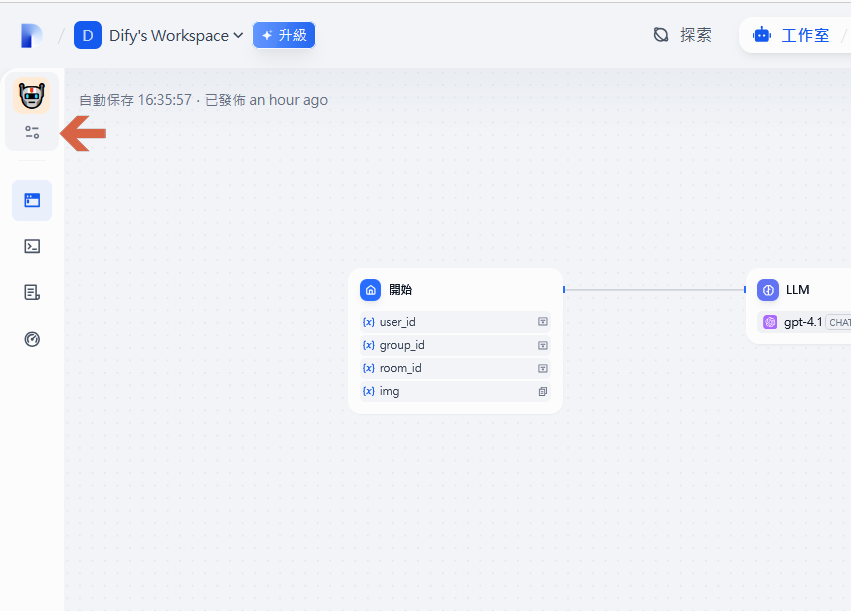 D Dify's Workspace 升級 探索 工作室
自動保存 16:35:57 · 已發佈 an hour ago
開始
{x} user_id
{x} group_id
{x} room_id
{x} img
LLM
gpt-4.1 CHAT